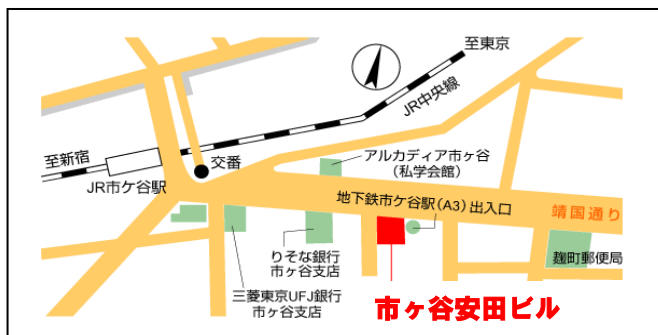 至東京
JR中央線
至新宿
交番
JR市ケ谷駅
アルカディア市ヶ谷
（私学会館）
地下鉄市ケ谷駅（A3）出入口
靖国通り
りそな銀行
市ヶ谷支店
麹町郵便局
三菱東京UFJ銀行
市ヶ谷支店
市ヶ谷安田ビル